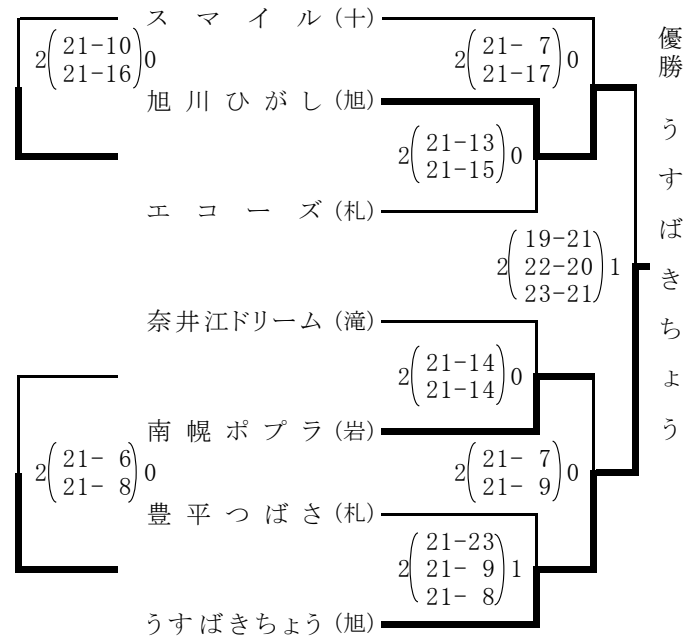 スマイル(十)
2(21-10 21-16)0
2(21- 7 21-17)0
旭川ひがし(旭)
2(21-13 21-15)0
エコーズ(札)
2(19-21 22-20 23-21)1
奈井江ドリーム(滝)
2(21-14 21-14)0
南幌ポプラ(岩)
2(21- 6 21- 8)0
2(21- 7 21- 9)0
豊平つばさ(札)
2(21-23 21- 9 21- 8)1
うすばきちょう(旭)
優勝 うすばきちょう